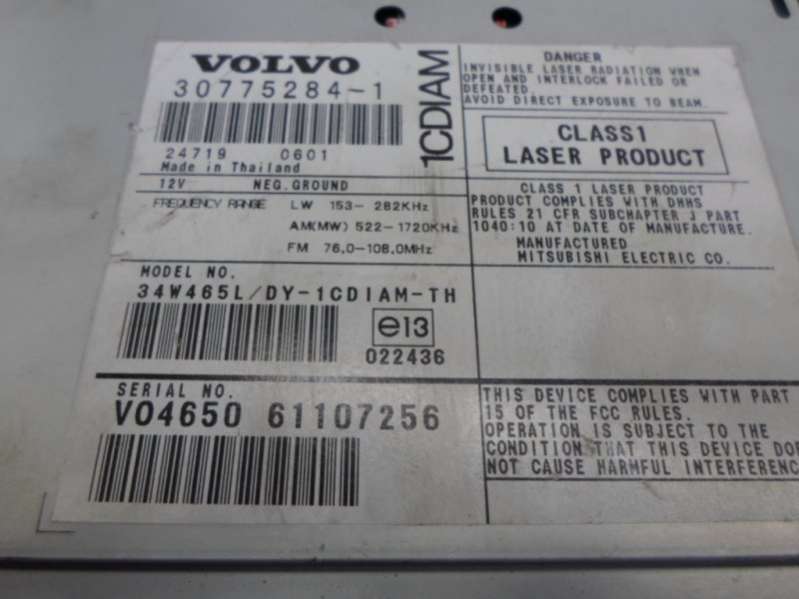 VOLVO
30775284-1
24719 0601
Made in Thailand
1CDIAM
12V NEG.GROUND
FREQUENCY RANGE LW 153- 282KHz
AM(MW) 522-1720KHz
FM 76.0-108.0MHz
MODEL NO.
34W465L/DY-1CDIAM-TH
e13
022436
SERIAL NO.
V04650 61107256
DANGER
INVISIBLE LASER RADIATION WHEN
OPEN AND INTERLOCK FAILED OR
DEFEATED.
AVOID DIRECT EXPOSURE TO BEAM.
CLASS1
LASER PRODUCT
CLASS 1 LASER PRODUCT
PRODUCT COMPLIES WITH DHHS
RULES 21 CFR SUBCHAPTER J PART
1040:10 AT DATE OF MANUFACTURE.
MANUFACTURED
MITSUBISHI ELECTRIC CO.
THIS DEVICE COMPLIES WITH PART
15 OF THE FCC RULES.
OPERATION IS SUBJECT TO THE
CONDITION THAT THIS DEVICE DOE
NOT CAUSE HARMFUL INTERFERENC